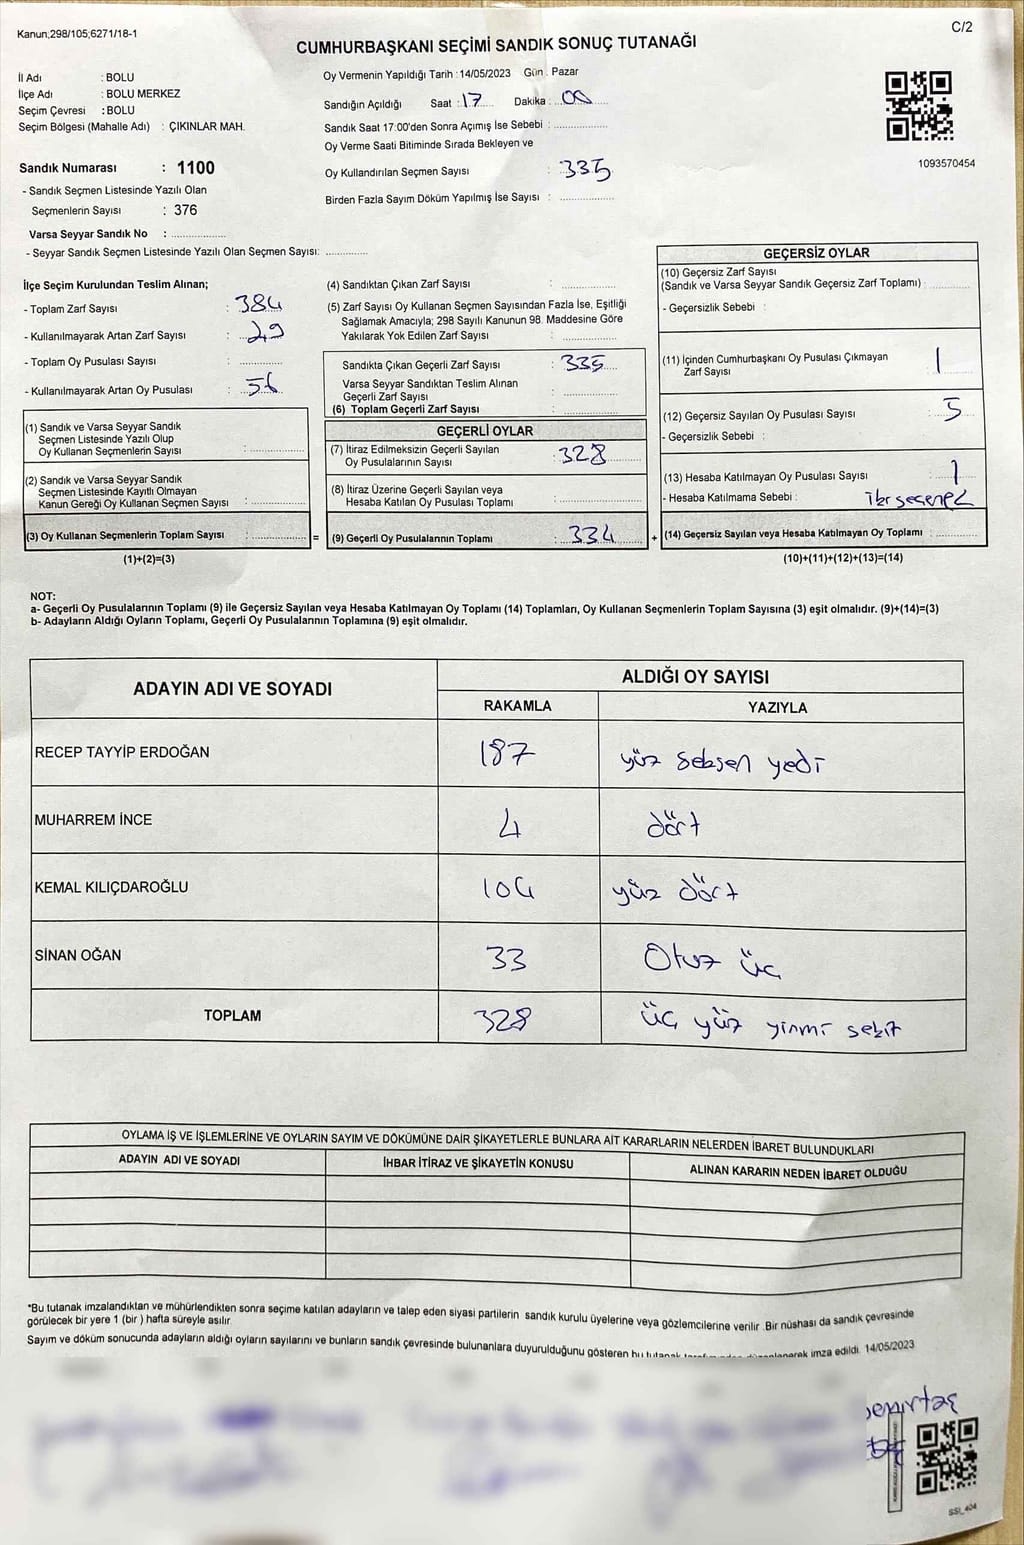 Kanun;298/105;6271/18-1
C/2
CUMHURBAŞKANI SEÇİMİ SANDIK SONUÇ TUTANAĞI
İl Adı : BOLU
İlçe Adı : BOLU MERKEZ
Seçim Çevresi : BOLU
Seçim Bölgesi (Mahalle Adı) : ÇIKINLAR MAH.
Sandık Numarası : 1100
- Sandık Seçmen Listesinde Yazılı Olan
Seçmenlerin Sayısı : 376
Varsa Seyyar Sandık No : ..................
- Seyyar Sandık Seçmen Listesinde Yazılı Olan Seçmen Sayısı: ..............
Oy Vermenin Yapıldığı Tarih : 14/05/2023 Gün : Pazar
Sandığın Açıldığı Saat : 17 Dakika : 00
Sandık Saat 17:00'den Sonra Açımış İse Sebebi : ..................
Oy Verme Saati Bitiminde Sırada Bekleyen ve
Oy Kullandırılan Seçmen Sayısı : 335
Birden Fazla Sayım Döküm Yapılmış İse Sayısı : ..................
1093570454
İlçe Seçim Kurulundan Teslim Alınan;
- Toplam Zarf Sayısı : 384
- Kullanılmayarak Artan Zarf Sayısı : 49
- Toplam Oy Pusulası Sayısı : ..............
- Kullanılmayarak Artan Oy Pusulası : 56
(1) Sandık ve Varsa Seyyar Sandık
Seçmen Listesinde Yazılı Olup
Oy Kullanan Seçmenlerin Sayısı : ..................
(2) Sandık ve Varsa Seyyar Sandık
Seçmen Listesinde Kayıtlı Olmayan
Kanun Gereği Oy Kullanan Seçmen Sayısı : ..................
(3) Oy Kullanan Seçmenlerin Toplam Sayısı : .................. =
(1)+(2)=(3)
(4) Sandıktan Çıkan Zarf Sayısı : ..................
(5) Zarf Sayısı Oy Kullanan Seçmen Sayısından Fazla İse, Eşitliği
Sağlamak Amacıyla; 298 Sayılı Kanunun 98. Maddesine Göre
Yakılarak Yok Edilen Zarf Sayısı : ..................
Sandıkta Çıkan Geçerli Zarf Sayısı : 335
Varsa Seyyar Sandıktan Teslim Alınan
Geçerli Zarf Sayısı : ..................
(6) Toplam Geçerli Zarf Sayısı : ..................
GEÇERLİ OYLAR
(7) İtiraz Edilmeksizin Geçerli Sayılan
Oy Pusulalarının Sayısı : 328
(8) İtiraz Üzerine Geçerli Sayılan veya
Hesaba Katılan Oy Pusulası Toplamı : ..................
(9) Geçerli Oy Pusulalarının Toplamı : 334 +
GEÇERSİZ OYLAR
(10) Geçersiz Zarf Sayısı
(Sandık ve Varsa Seyyar Sandık Geçersiz Zarf Toplamı) : ............
- Geçersizlik Sebebi :
(11) İçinden Cumhurbaşkanı Oy Pusulası Çıkmayan
Zarf Sayısı : 1
(12) Geçersiz Sayılan Oy Pusulası Sayısı : 5
- Geçersizlik Sebebi :
(13) Hesaba Katılmayan Oy Pusulası Sayısı : 1
- Hesaba Katılmama Sebebi :
(14) Geçersiz Sayılan veya Hesaba Katılmayan Oy Toplamı : ............
(10)+(11)+(12)+(13)=(14)
NOT:
a- Geçerli Oy Pusulalarının Toplamı (9) ile Geçersiz Sayılan veya Hesaba Katılmayan Oy Toplamı (14) Toplamları, Oy Kullanan Seçmenlerin Toplam Sayısına (3) eşit olmalıdır. (9)+(14)=(3)
b- Adayların Aldığı Oyların Toplamı, Geçerli Oy Pusulalarının Toplamına (9) eşit olmalıdır.
ADAYIN ADI VE SOYADI
ALDIĞI OY SAYISI
RAKAMLA YAZIYLA
RECEP TAYYİP ERDOĞAN 187 yüz seksen yedi
MUHARREM İNCE 4 dört
KEMAL KILIÇDAROĞLU 104 yüz dört
SİNAN OĞAN 33 Otuz üç
TOPLAM 328 üç yüz yirmi sekiz
OYLAMA İŞ VE İŞLEMLERİNE VE OYLARIN SAYIM VE DÖKÜMÜNE DAİR ŞİKAYETLERLE BUNLARA AİT KARARLARIN NELERDEN İBARET BULUNDUKLARI
ADAYIN ADI VE SOYADI İHBAR İTİRAZ VE ŞİKAYETİN KONUSU ALINAN KARARIN NEDEN İBARET OLDUĞU
*Bu tutanak imzalandıktan ve mühürlendikten sonra seçime katılan adayların ve talep eden siyasi partilerin sandık kurulu üyelerine veya gözlemcilerine verilir. Bir nüshası da sandık çevresinde
görülecek bir yere 1 (bir ) hafta süreyle asılır.
Sayım ve döküm sonucunda adayların aldığı oyların sayılarını ve bunların sandık çevresinde bulunanlara duyurulduğunu gösteren bu tutanak imza edildi. 14/05/2023
SSI_404